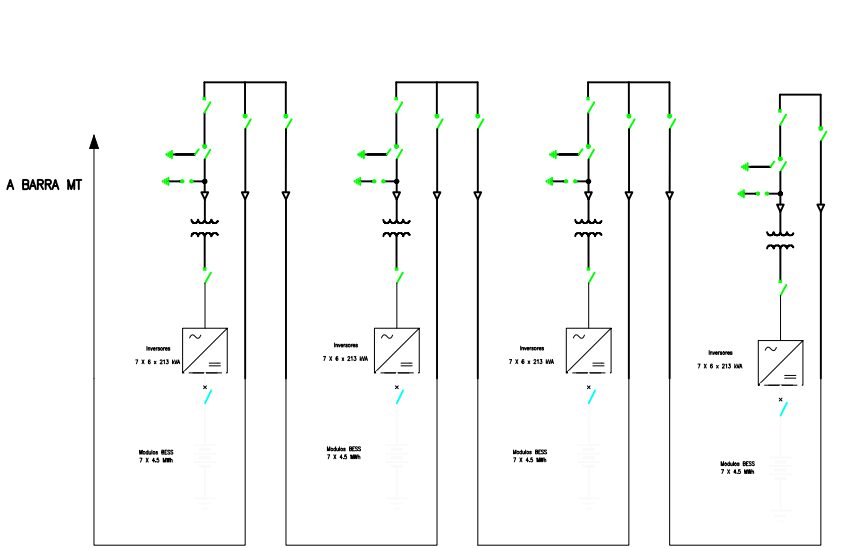 A BARRA MT
Inversores
7 X 6 x 213 kVA
Inversores
7 X 6 x 213 kVA
Inversores
7 X 6 x 213 kVA
Inversores
7 X 6 x 213 kVA
Modulos BESS
7 X 4.5 MWh
Modulos BESS
7 X 4.5 MWh
Modulos BESS
7 X 4.5 MWh
Modulos BESS
7 X 4.5 MWh